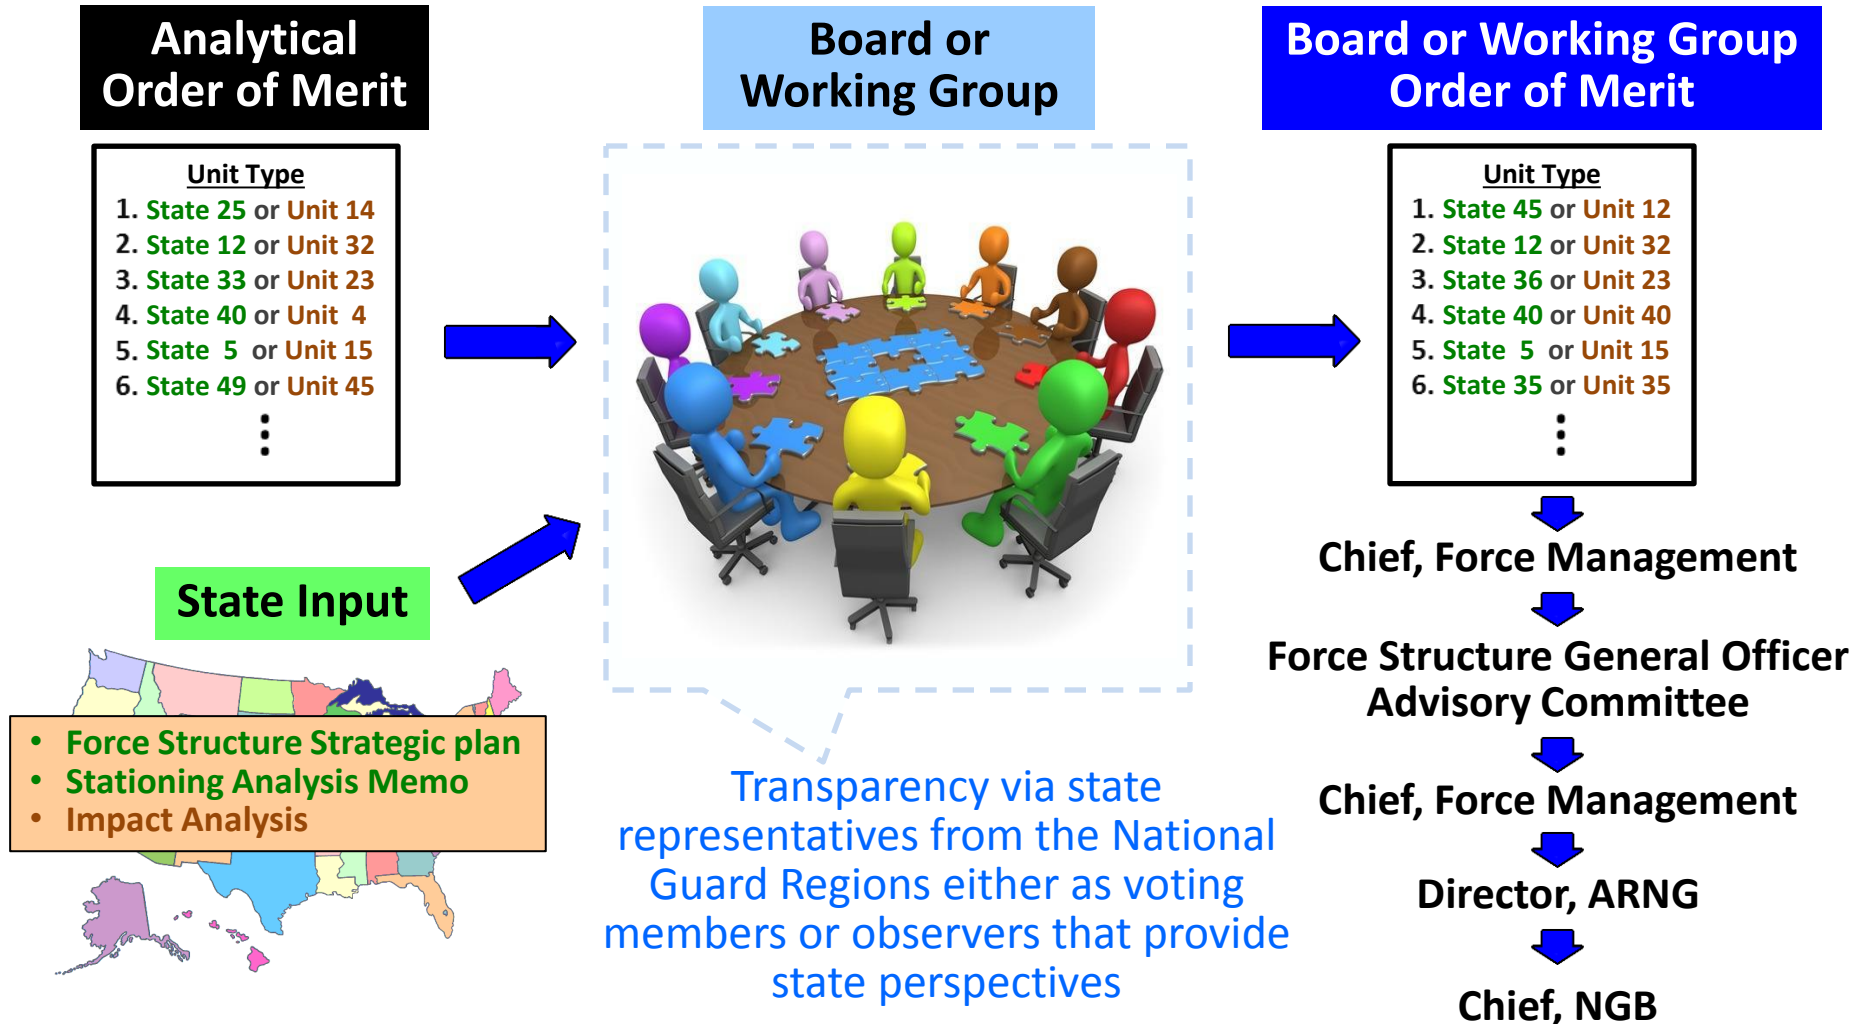 Analytical
Order of Merit
Unit Type
1. State 25 or Unit 14
2. State 12 or Unit 32
3. State 33 or Unit 23
4. State 40 or Unit 4
5. State 5 or Unit 15
6. State 49 or Unit 45
State Input
• Force Structure Strategic plan
• Stationing Analysis Memo
• Impact Analysis
Board or
Working Group
Transparency via state
representatives from the National
Guard Regions either as voting
members or observers that provide
state perspectives
Board or Working Group
Order of Merit
Unit Type
1. State 45 or Unit 12
2. State 12 or Unit 32
3. State 36 or Unit 23
4. State 40 or Unit 40
5. State 5 or Unit 15
6. State 35 or Unit 35
Chief, Force Management
Force Structure General Officer
Advisory Committee
Chief, Force Management
Director, ARNG
Chief, NGB